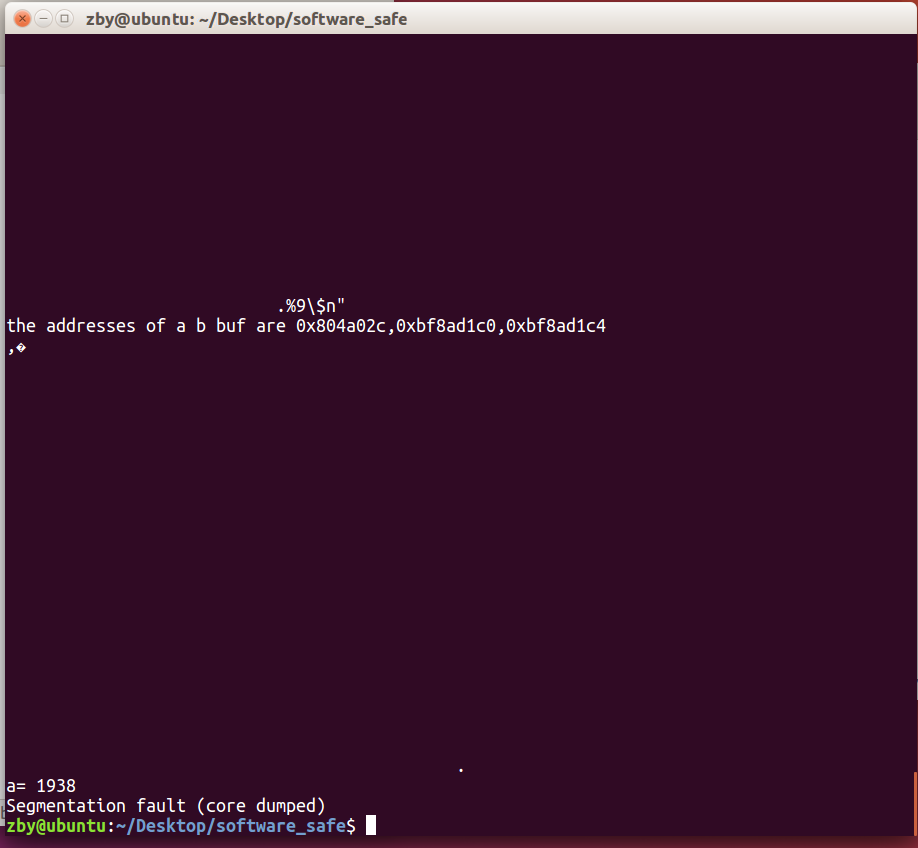 zby@ubuntu: ~/Desktop/software_safe
.%9\$n"
the addresses of a b buf are 0x804a02c,0xbf8ad1c0,0xbf8ad1c4
,�
.
a= 1938
Segmentation fault (core dumped)
zby@ubuntu:~/Desktop/software_safe$